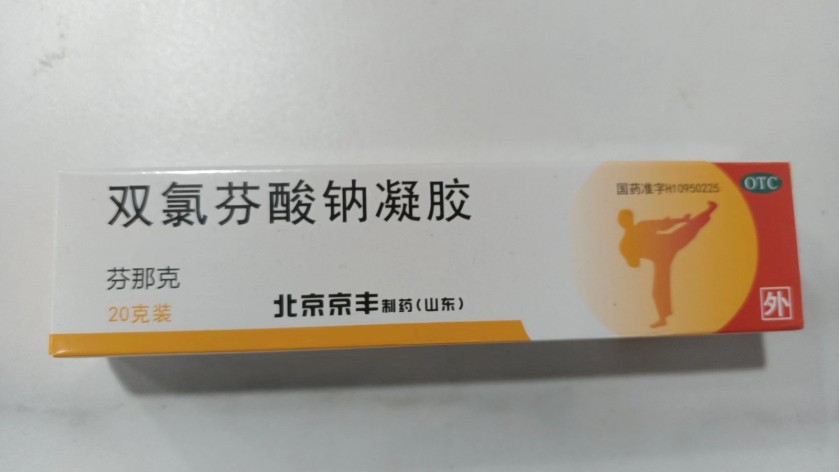 国药准字H10950225
OTC
双氯芬酸钠凝胶
芬那克
20克装
北京京丰制药(山东)
外